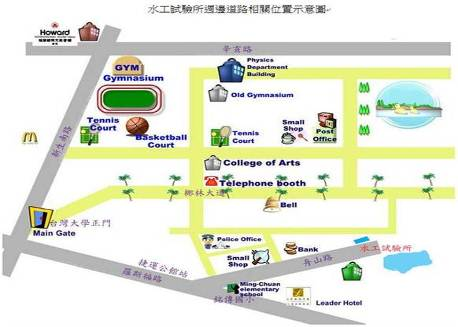 水工試驗所週邊道路相關位置示意圖
Howard
辛亥路
GYM
Gymnasium
Physics
Department
Building
Old Gymnasium
新生南路
Tennis
Court
Basketball
Court
Tennis
Court
Small
Shop
Post
Office
College of Arts
Telephone booth
椰林大道
Bell
台灣大學正門
Main Gate
Police Office
Bank
水工試驗所
捷運公館站
Small
Shop
舟山路
羅斯福路
Ming-Chuan
elementary
school
銘傳國小
Leader Hotel